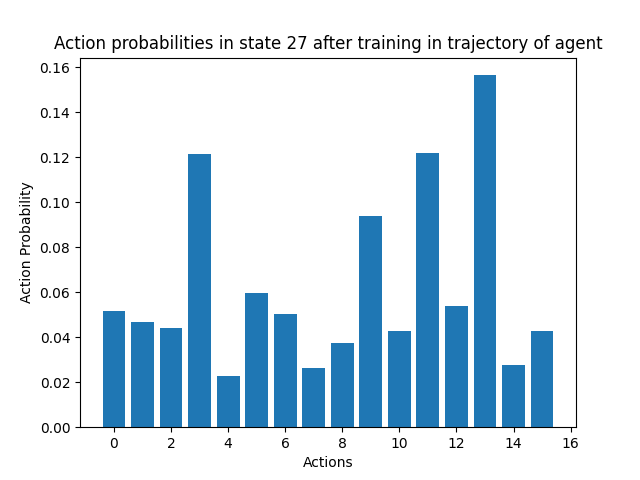 Action probabilities in state 27 after training in trajectory of agent
0.16
0.14
0.12
0.10
0.08
0.06
0.04
0.02
0.00
Action Probability
0 2 4 6 8 10 12 14 16
Actions